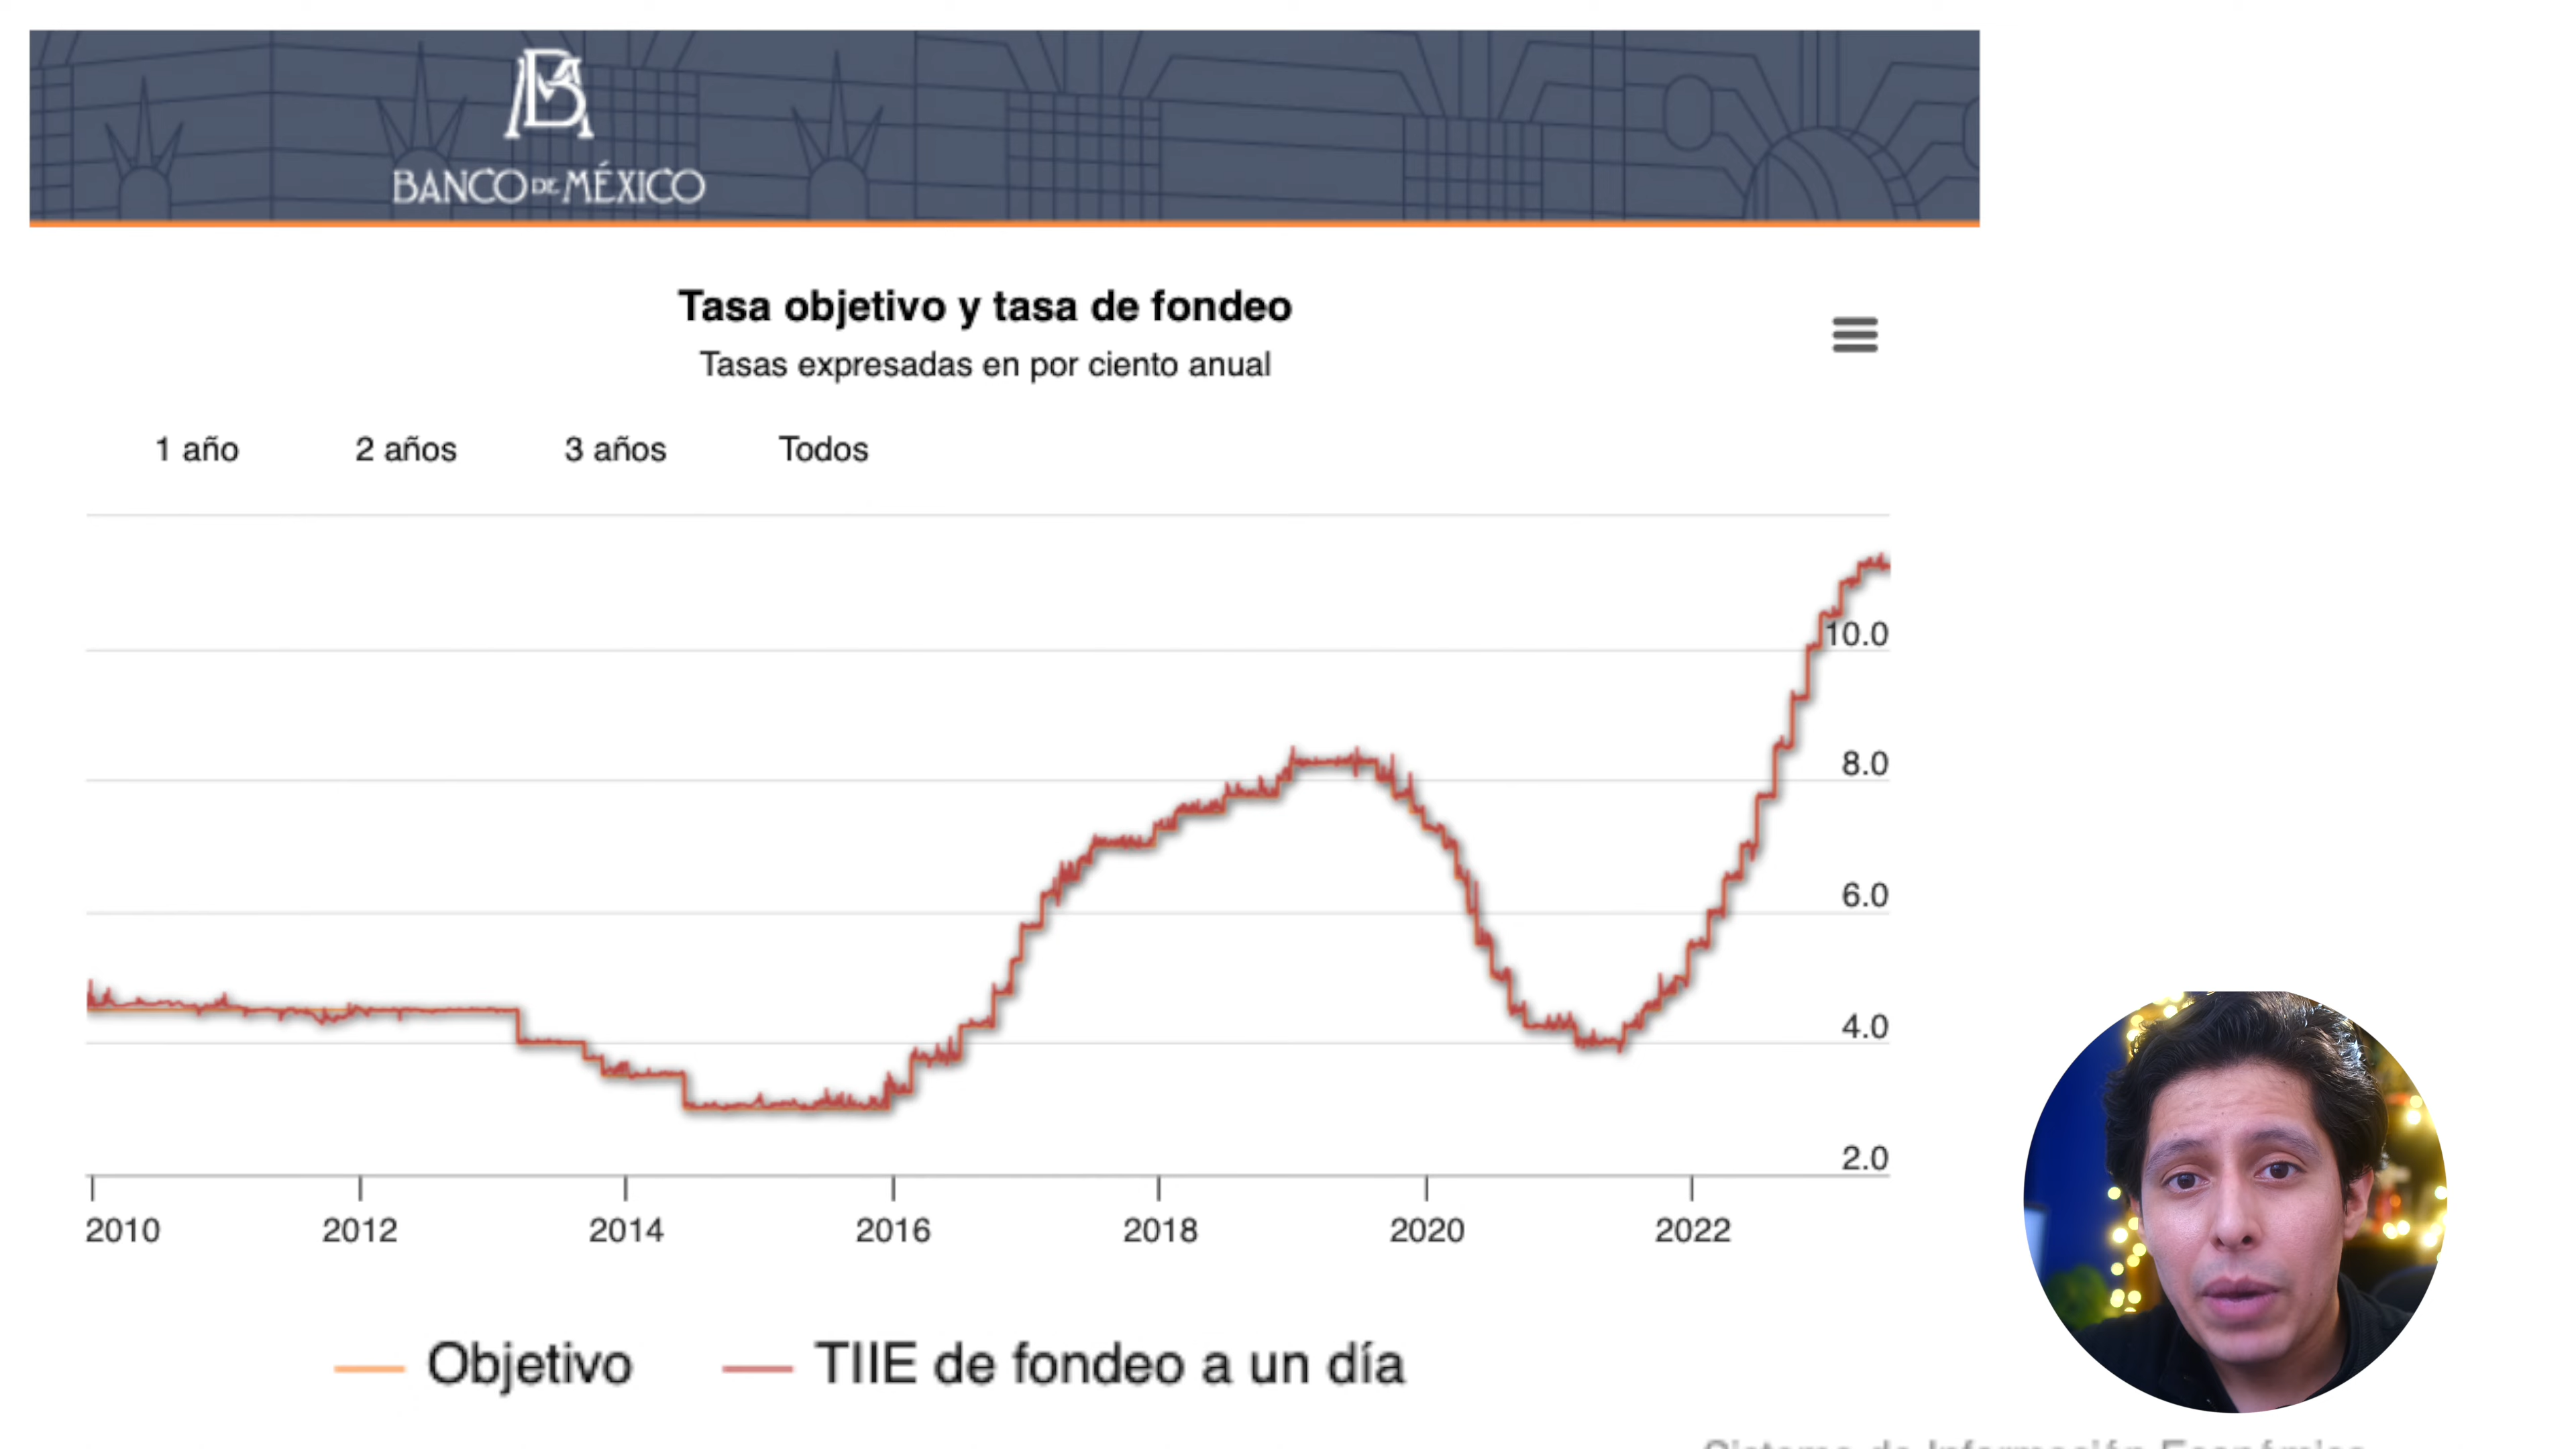 BANCO DE MÉXICO
Tasa objetivo y tasa de fondeo
Tasas expresadas en por ciento anual
1 año 2 años 3 años Todos
10.0
8.0
6.0
4.0
2.0
2010 2012 2014 2016 2018 2020 2022
Objetivo TIIE de fondeo a un día